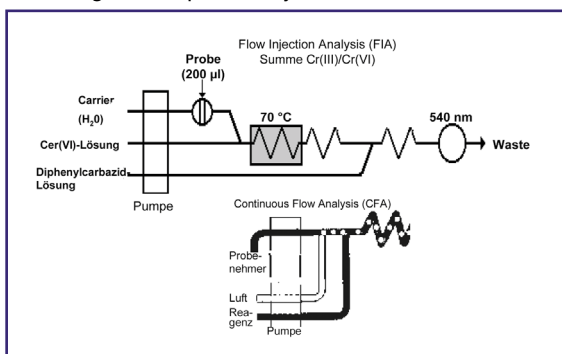 Flow Injection Analysis (FIA)
Summe Cr(III)/Cr(VI)
Probe
(200 µl)
Carrier
(H₂0)
70 °C
540 nm
Cer(VI)-Lösung
Waste
Diphenylcarbazid
Lösung
Pumpe
Continuous Flow Analysis (CFA)
Probe-
nehmer
Luft
Rea-
genz
Pumpe